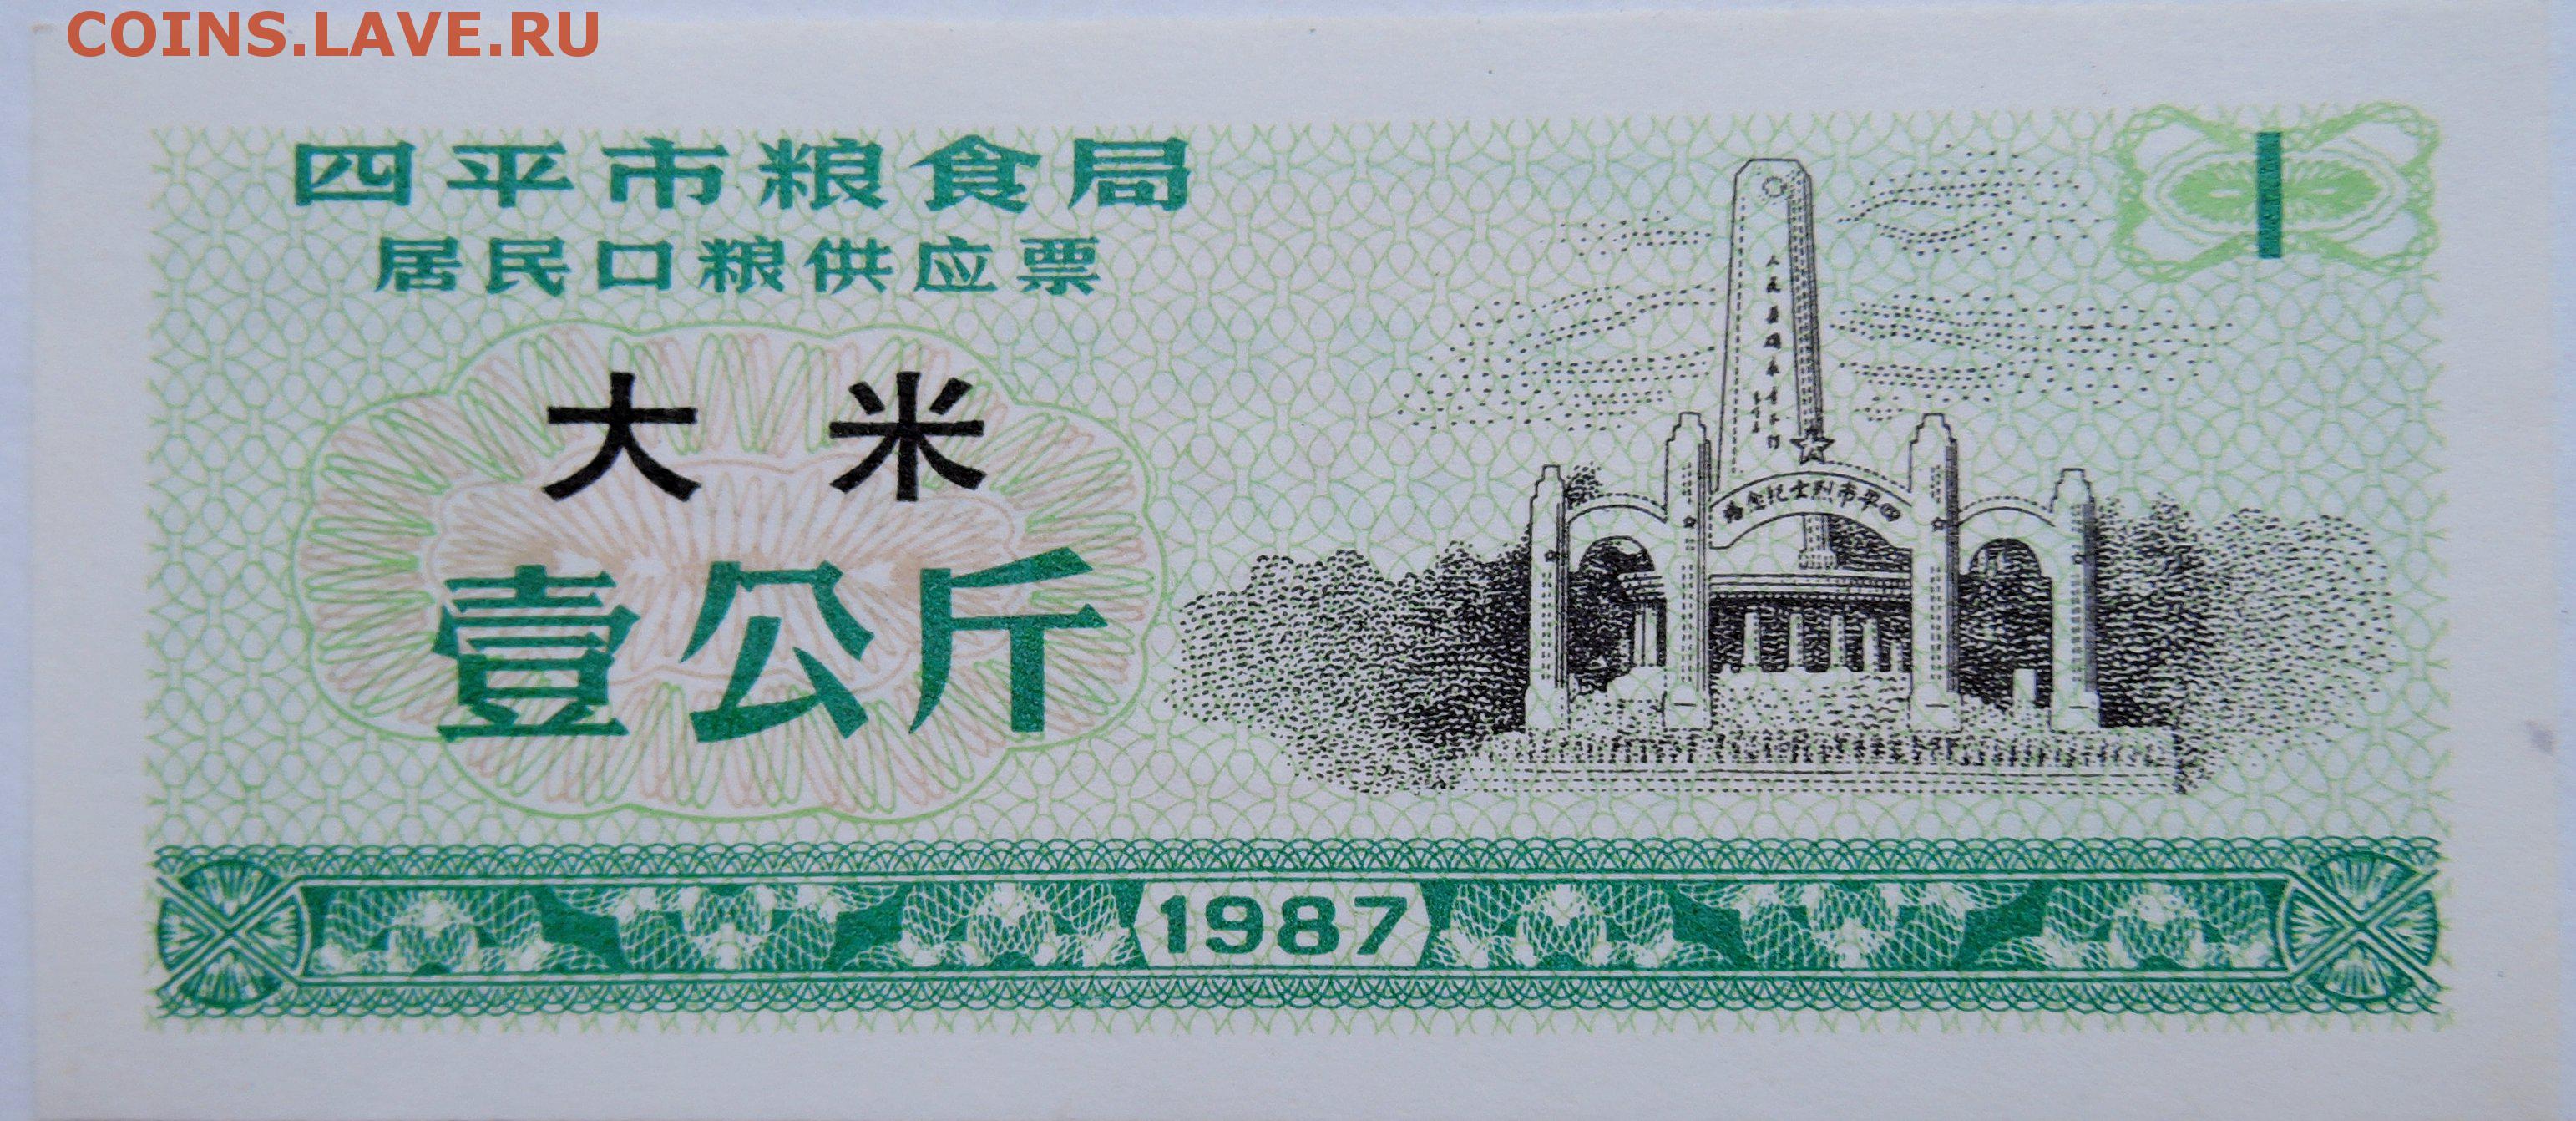 COINS.LAVE.RU
四平市粮食局
居民口粮供应票
大米
壹公斤
1
四平市烈士纪念塔
1987